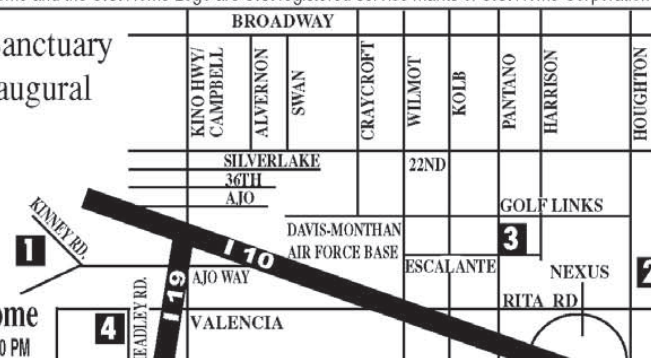 BROADWAY
anctuary
augural
KINO HWY/
CAMPBELL
ALVERNON
SWAN
CRAYCROFT
WILMOT
KOLB
PANTANO
HARRISON
HOUGHTON
SILVERLAKE
22ND
36TH
AJO
GOLF LINKS
KINNEY RD.
DAVIS-MONTHAN
AIR FORCE BASE
1
I 10
3
ESCALANTE
NEXUS
2
AJO WAY
I 19
RITA RD
EADLEY RD.
ome
4
VALENCIA
0 PM